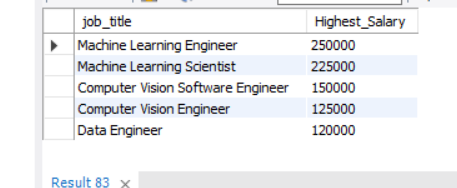 job_title Highest_Salary
Machine Learning Engineer 250000
Machine Learning Scientist 225000
Computer Vision Software Engineer 150000
Computer Vision Engineer 125000
Data Engineer 120000
Result 83